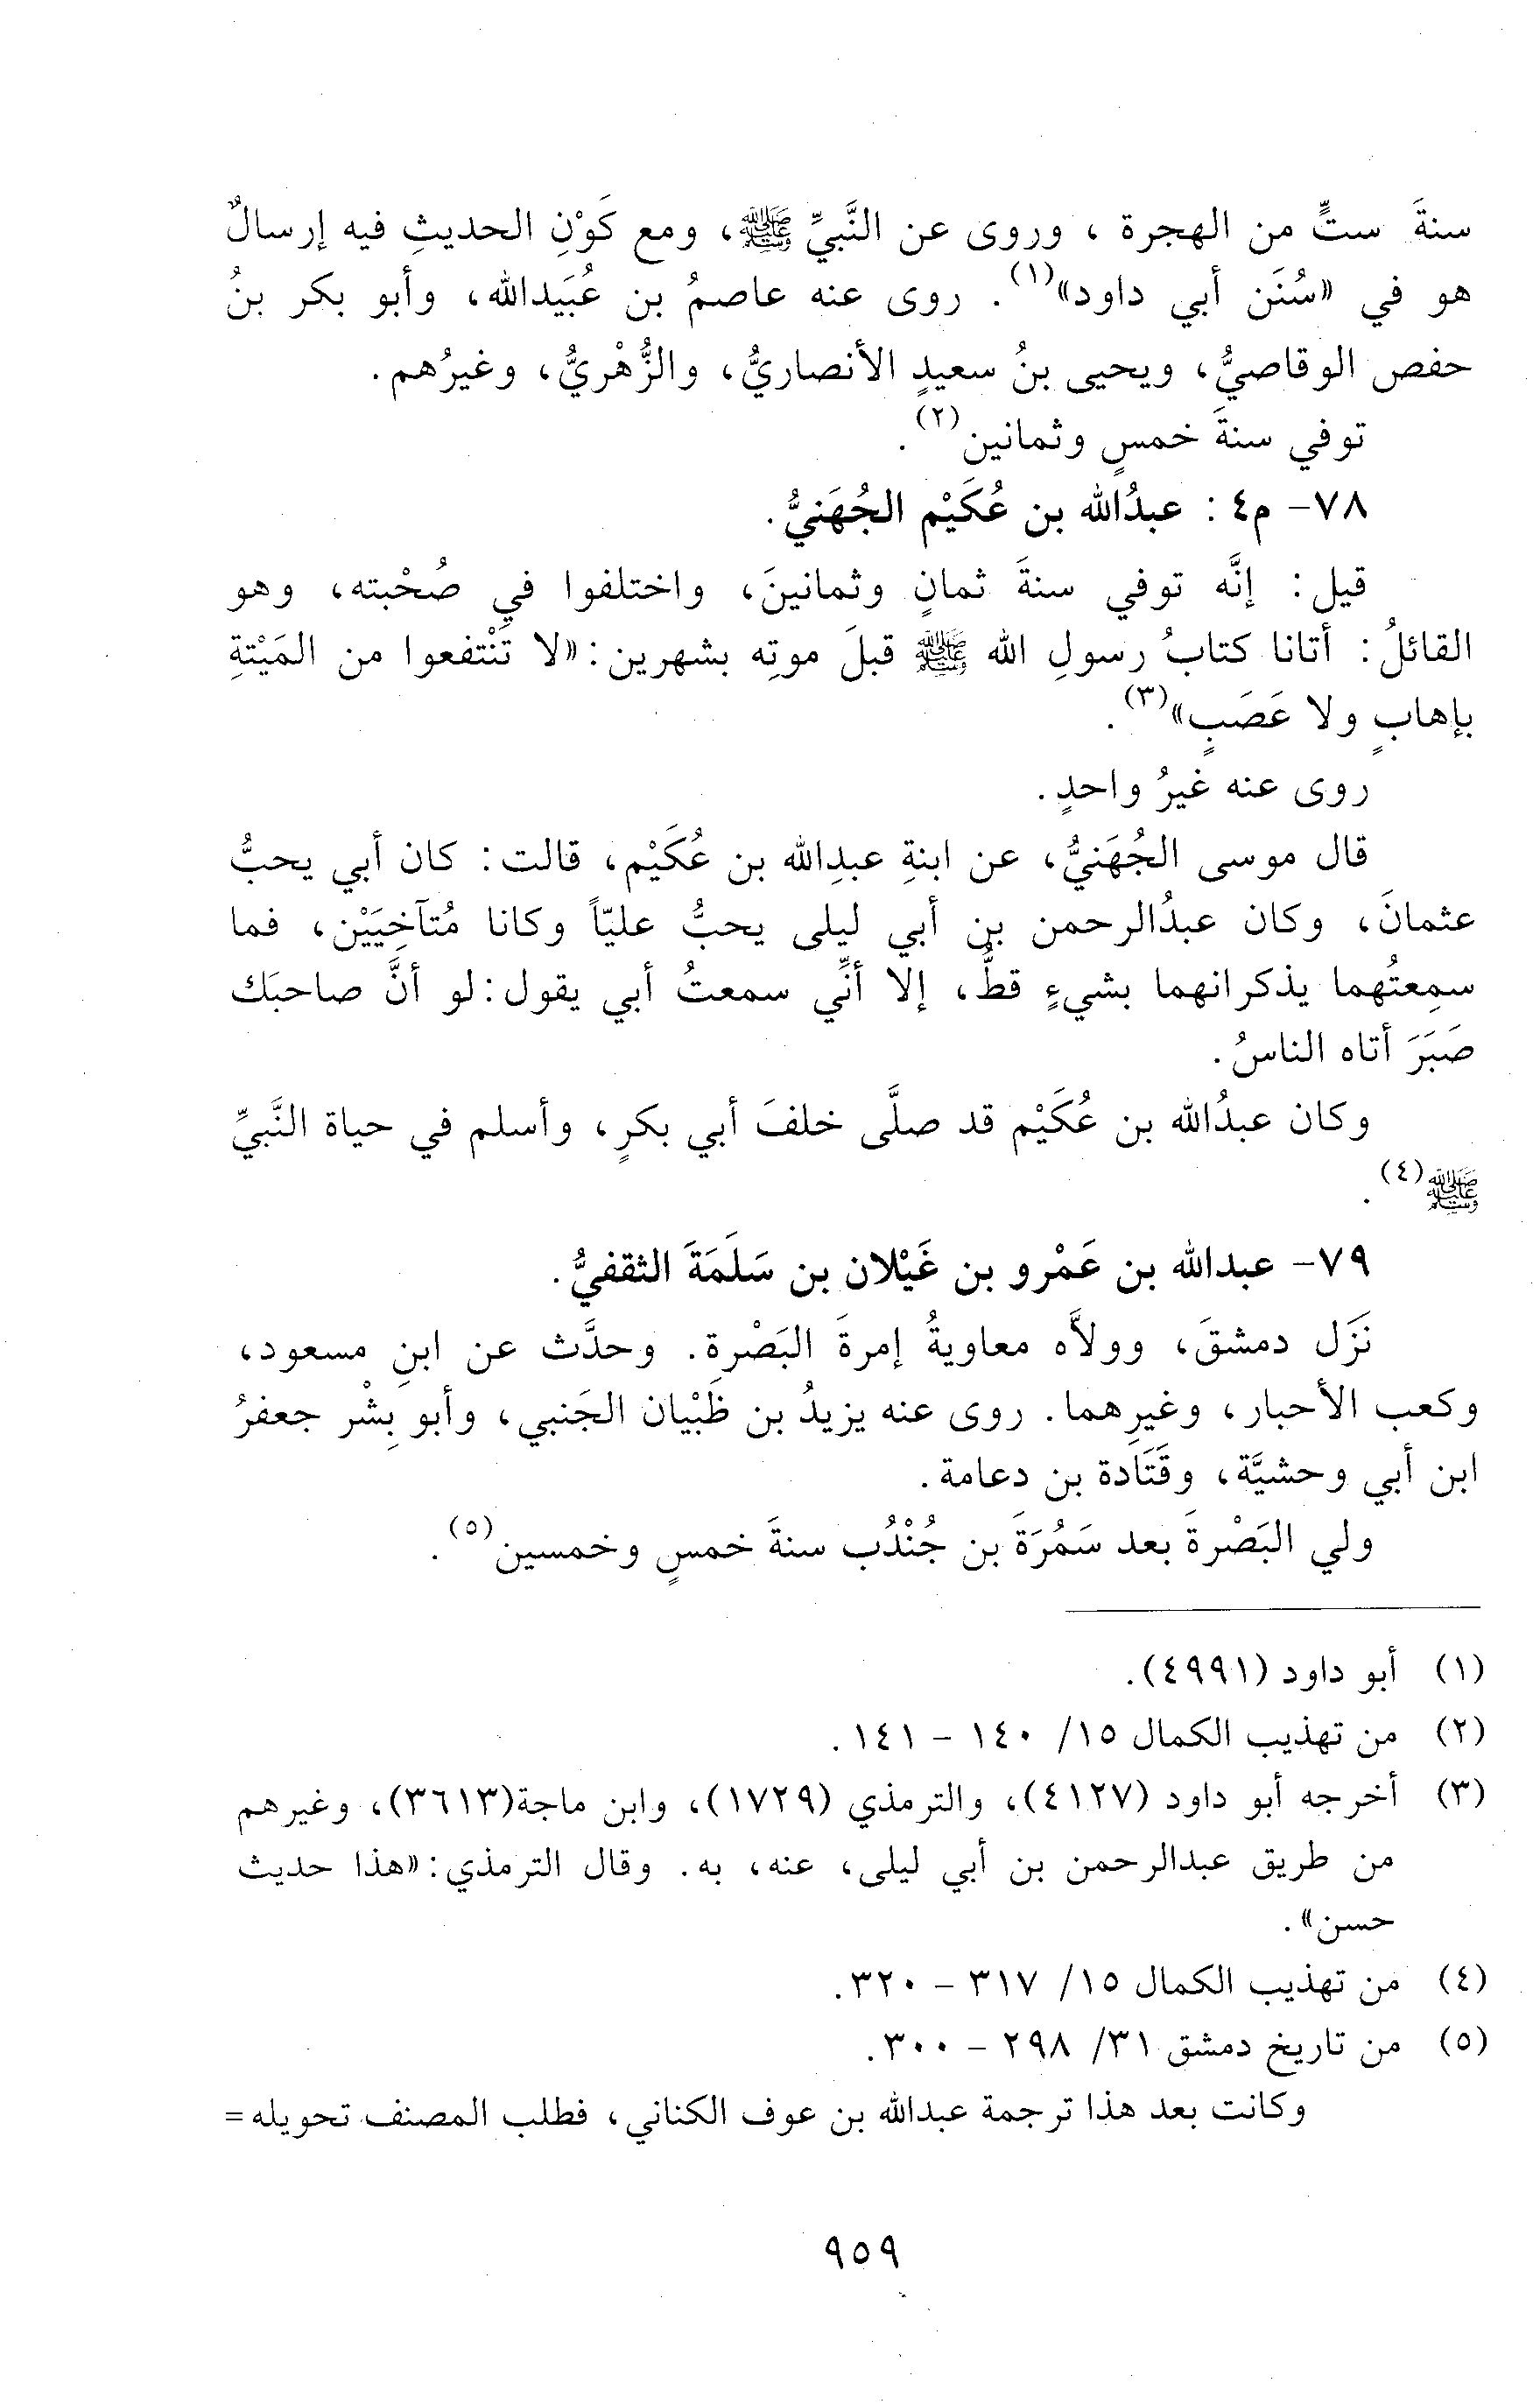 سنةَ ستٍّ من الهجرة ، وروى عن النَّبيِّ ﷺ، ومع كَوْنِ الحديثِ فيه إرسالٌ
هو في «سُنَن أبي داود»(١). روى عنه عاصمُ بن عُبَيدالله، وأبو بكر بنُ
حفص الوقاصيُّ، ويحيى بنُ سعيدٍ الأنصاريُّ، والزُّهْريُّ، وغيرُهم.
توفي سنةَ خمسٍ وثمانين(٢).
٧٨- م٤: عبدُالله بن عُكَيْم الجُهَنيُّ.
قيل: إنَّه توفي سنةَ ثمانٍ وثمانينَ، واختلفوا في صُحْبته، وهو
القائلُ: أتانا كتابُ رسولِ الله ﷺ قبلَ موتِه بشهرين:«لا تَنْتفعوا من المَيْتةِ
بإهابٍ ولا عَصَبٍ»(٣).
روى عنه غيرُ واحدٍ.
قال موسى الجُهَنيُّ، عن ابنةِ عبدِالله بن عُكَيْم، قالت: كان أبي يحبُّ
عثمانَ، وكان عبدُالرحمن بن أبي ليلى يحبُّ عليّاً وكانا مُتآخِيَيْن، فما
سمِعتُهما يذكرانهما بشيءٍ قطُّ، إلا أنِّي سمعتُ أبي يقول:لو أنَّ صاحبَك
صَبَرَ أتاه الناسُ.
وكان عبدُالله بن عُكَيْم قد صلَّى خلفَ أبي بكرٍ، وأسلم في حياة النَّبيِّ
ﷺ(٤).
٧٩- عبدالله بن عَمْرو بن غَيْلان بن سَلَمَةَ الثقفيُّ.
نَزَل دمشقَ، وولاَّه معاويةُ إمرةَ البَصْرة. وحدَّث عن ابنِ مسعود،
وكعب الأحبار، وغيرِهما. روى عنه يزيدُ بن ظَبْيان الجَنبي، وأبو بِشْر جعفرُ
ابن أبي وحشيَّة، وقَتَادة بن دعامة.
ولي البَصْرةَ بعد سَمُرَةَ بن جُنْدُب سنةَ خمسٍ وخمسين(٥).
(١) أبو داود (٤٩٩١).
(٢) من تهذيب الكمال ١٥/ ١٤٠ - ١٤١.
(٣) أخرجه أبو داود (٤١٢٧)، والترمذي (١٧٢٩)، وابن ماجة(٣٦١٣)، وغيرهم
من طريق عبدالرحمن بن أبي ليلى، عنه، به. وقال الترمذي:«هذا حديث
حسن».
(٤) من تهذيب الكمال ١٥/ ٣١٧ - ٣٢٠.
(٥) من تاريخ دمشق ٣١/ ٢٩٨ - ٣٠٠.
وكانت بعد هذا ترجمة عبدالله بن عوف الكناني، فطلب المصنف تحويله=
٩٥٩